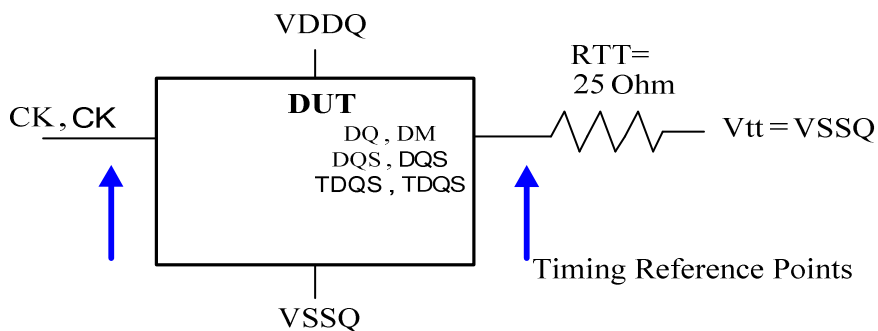 VDDQ
RTT=
25 Ohm
CK , CK
DUT
DQ , DM
DQS , DQS
TDQS , TDQS
Vtt = VSSQ
Timing Reference Points
VSSQ